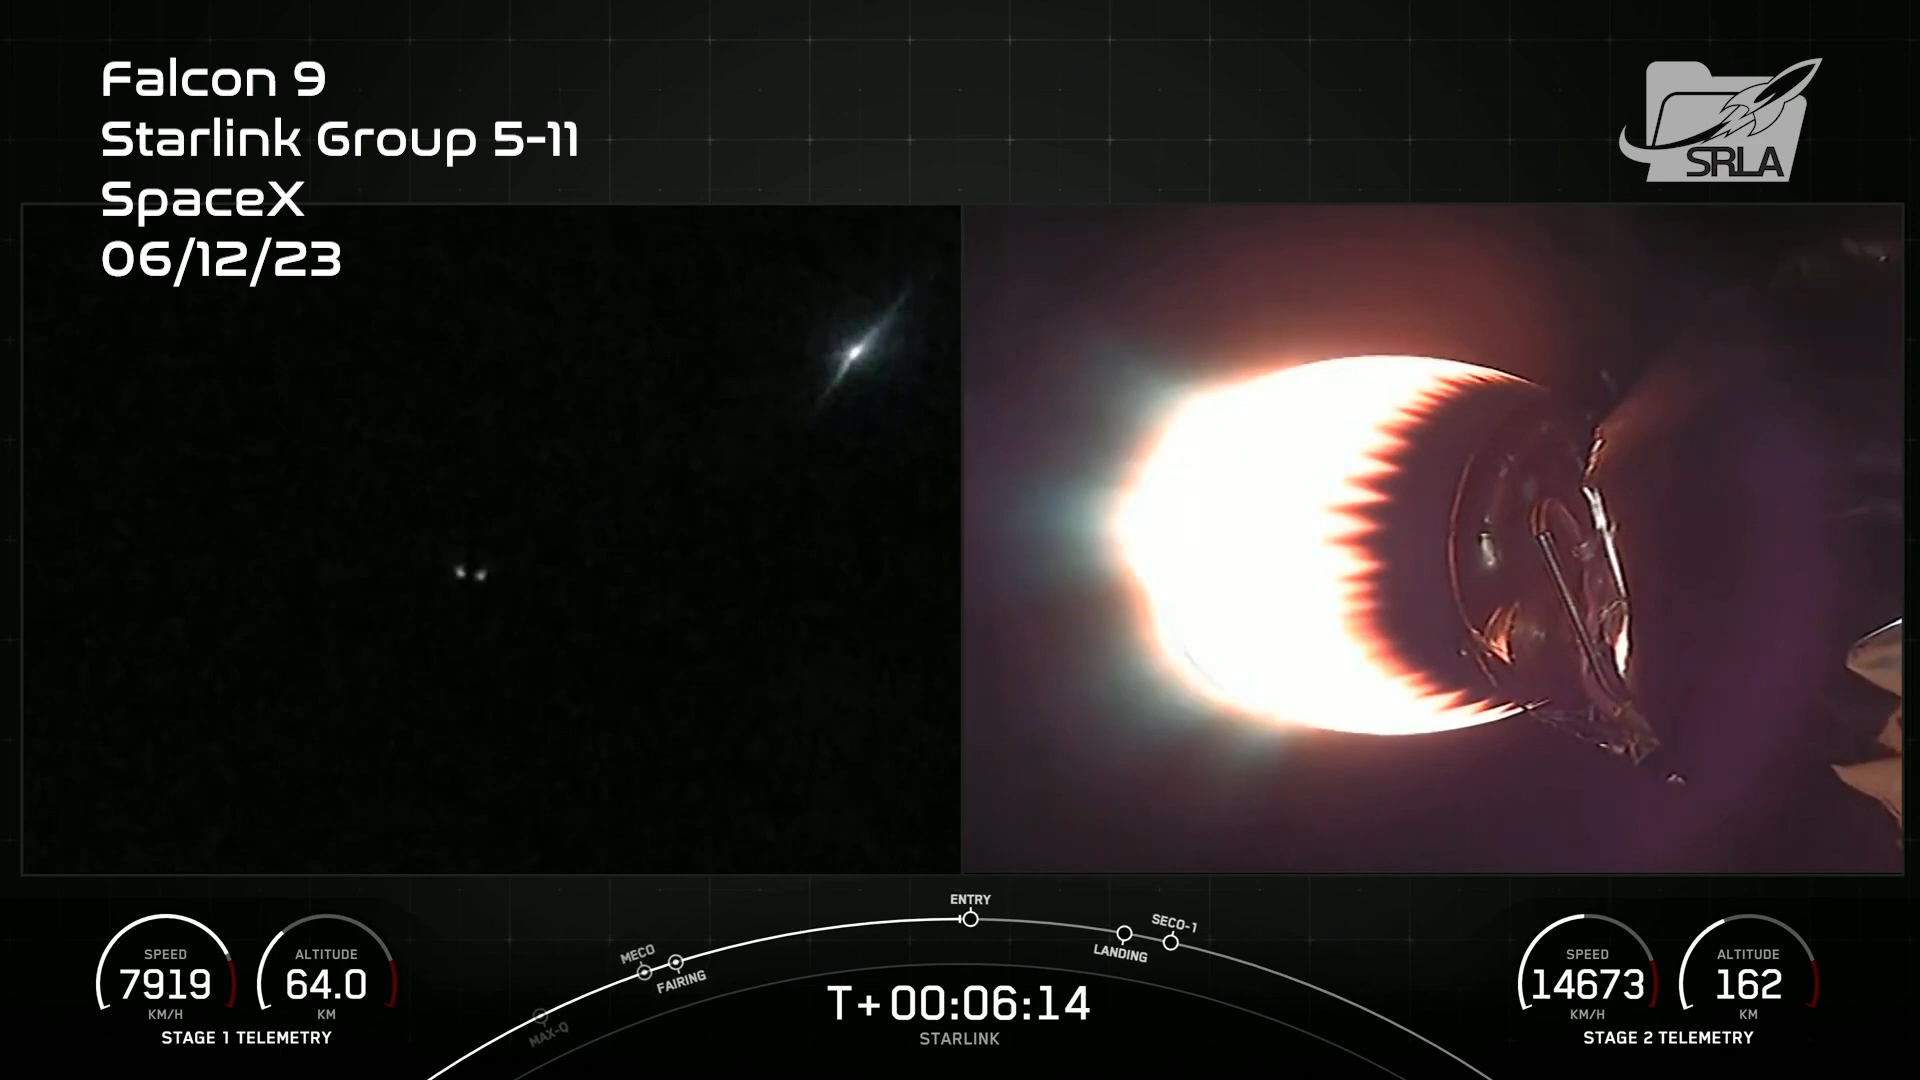 Falcon 9
Starlink Group 5-11
SpaceX
06/12/23
SRLA
SPEED
7919
KM/H
ALTITUDE
64.0
KM
STAGE 1 TELEMETRY
MAX-Q
MECO
FAIRING
ENTRY
LANDING
SECO-1
T+00:06:14
STARLINK
SPEED
14673
KM/H
ALTITUDE
162
KM
STAGE 2 TELEMETRY